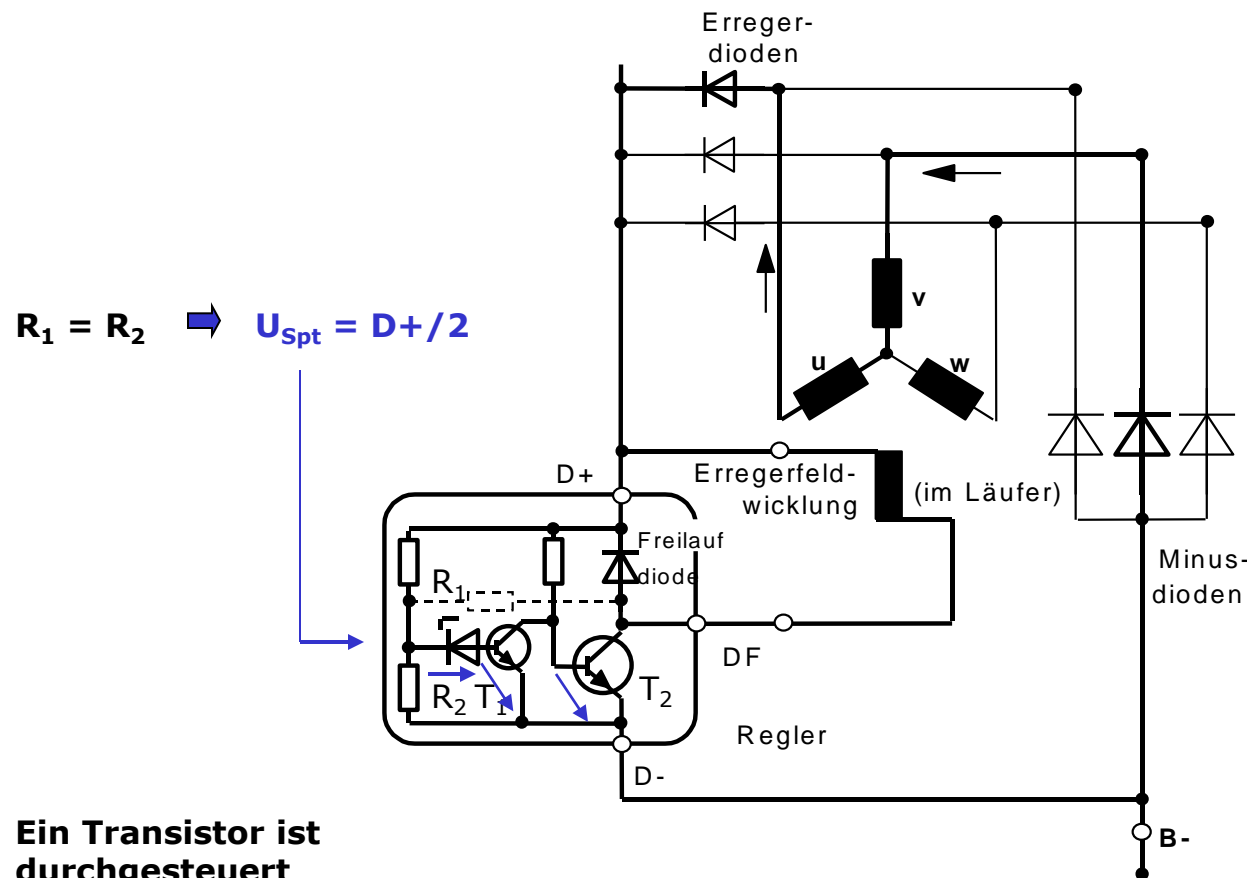 Erreger-
dioden
R₁ = R₂
U_Spt = D+/2
v
u
w
D+
Erregerfeld-
wicklung
(im Läufer)
Freilauf
diode
Minus-
dioden
R₁
DF
R₂
T₁
T₂
Regler
D-
B-
Ein Transistor ist
durchgesteuert